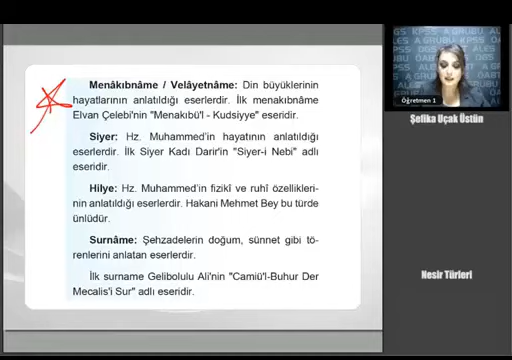 Menâkıbnâme / Velâyetnâme: Din büyüklerinin
hayatlarının anlatıldığı eserlerdir. İlk menakıbnâme
Elvan Çelebi'nin "Menakıbü'l - Kudsiyye" eseridir.
Siyer: Hz. Muhammed'in hayatının anlatıldığı
eserlerdir. İlk Siyer Kadı Darir'in "Siyer-i Nebi" adlı
eseridir.
Hilye: Hz. Muhammed'in fizikî ve ruhî özellikleri-
nin anlatıldığı eserlerdir. Hakani Mehmet Bey bu türde
ünlüdür.
Surnâme: Şehzadelerin doğum, sünnet gibi tö-
renlerini anlatan eserlerdir.
İlk surname Gelibolulu Ali'nin "Camiü'l-Buhur Der
Mecalis'i Sur" adlı eseridir.
Öğretmen 1
Şefika Uçak Üstün
Nesir Türleri